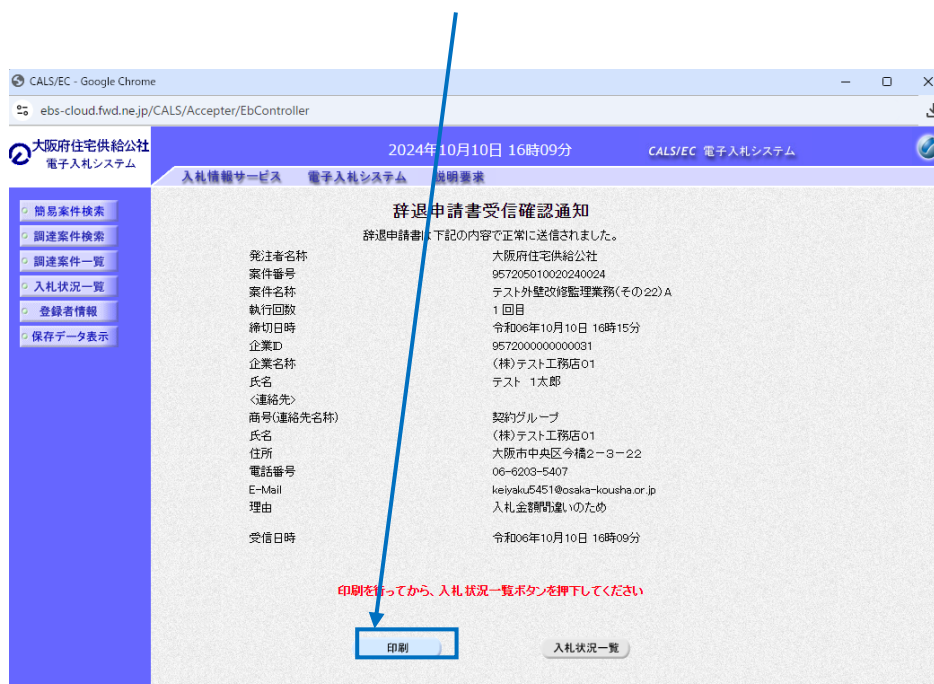 CALS/EC - Google Chrome
ebs-cloud.fwd.ne.jp/CALS/Accepter/EbController
大阪府住宅供給公社
電子入札システム
2024年10月10日 16時09分
CALS/EC 電子入札システム
入札情報サービス 電子入札システム 説明要求
簡易案件検索
調達案件検索
調達案件一覧
入札状況一覧
登録者情報
保存データ表示
辞退申請書受信確認通知
辞退申請書は下記の内容で正常に送信されました。
発注者名称 大阪府住宅供給公社
案件番号 957205010020240024
案件名称 テスト外壁改修監理業務(その22)A
執行回数 1回目
締切日時 令和06年10月10日 16時15分
企業ID 9572000000000031
企業名称 (株)テスト工務店01
氏名 テスト 1太郎
<連絡先>
商号(連絡先名称) 契約グループ
氏名 (株)テスト工務店01
住所 大阪市中央区今橋2－3－22
電話番号 06-6203-5407
E-Mail keiyaku5451@osaka-kousha.or.jp
理由 入札金額間違いのため
受信日時 令和06年10月10日 16時09分
印刷を行ってから、入札状況一覧ボタンを押下してください
印刷 入札状況一覧